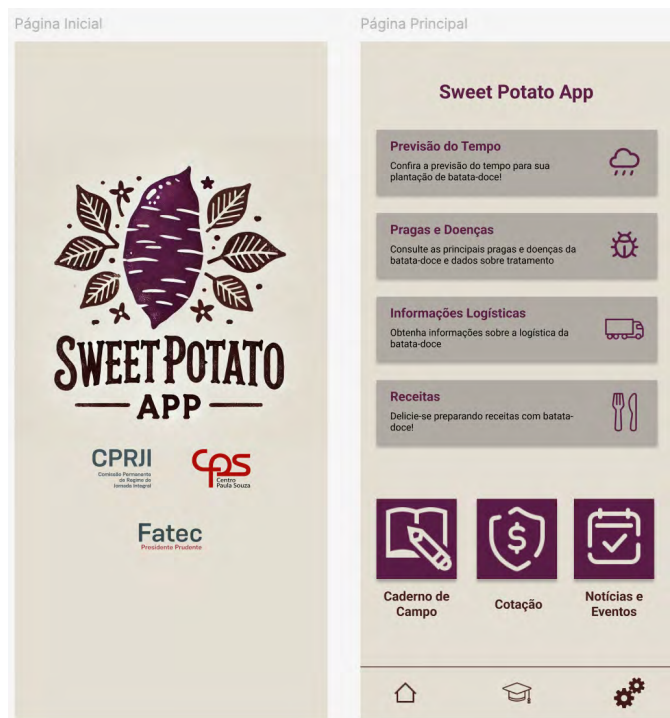 Página Inicial
SWEET POTATO
APP
CPRJI
Comissão Permanente
de Regime de
Jornada Integral
CPS
Centro
Paula Souza
Fatec
Presidente Prudente
Página Principal
Sweet Potato App
Previsão do Tempo
Confira a previsão do tempo para sua
plantação de batata-doce!
Pragas e Doenças
Consulte as principais pragas e doenças da
batata-doce e dados sobre tratamento
Informações Logísticas
Obtenha informações sobre a logística da
batata-doce
Receitas
Delicie-se preparando receitas com batata-
doce!
Caderno de
Campo
Cotação
Notícias e
Eventos